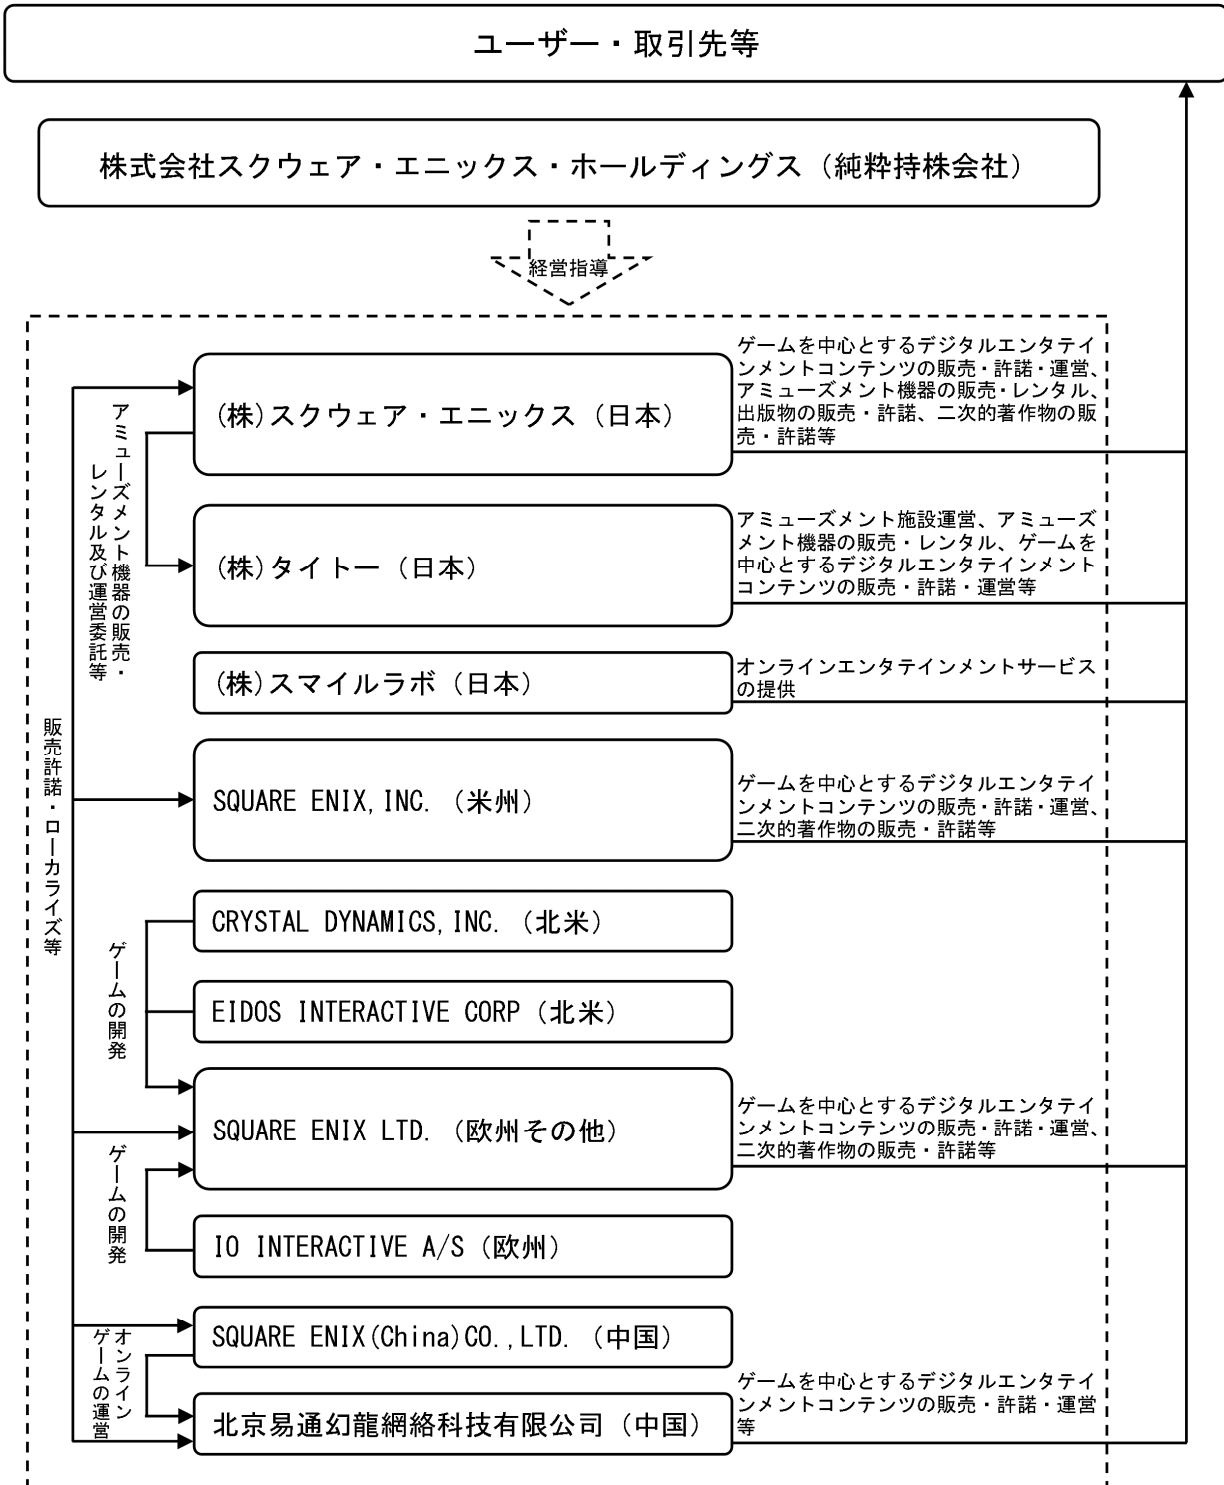 ユーザー・取引先等
株式会社スクウェア・エニックス・ホールディングス（純粋持株会社）
経営指導
(株)スクウェア・エニックス（日本）
ゲームを中心とするデジタルエンタテイ
ンメントコンテンツの販売・許諾・運営、
アミューズメント機器の販売・レンタル、
出版物の販売・許諾、二次的著作物の販
売・許諾等
アミューズメント機器の販売・
レンタル及び運営委託等
(株)タイトー（日本）
アミューズメント施設運営、アミューズ
メント機器の販売・レンタル、ゲームを
中心とするデジタルエンタテインメント
コンテンツの販売・許諾・運営等
(株)スマイルラボ（日本）
オンラインエンタテインメントサービス
の提供
販売許諾・ローカライズ等
SQUARE ENIX,INC.（米州）
ゲームを中心とするデジタルエンタテイ
ンメントコンテンツの販売・許諾・運営、
二次的著作物の販売・許諾等
CRYSTAL DYNAMICS,INC.（北米）
ゲームの開発
EIDOS INTERACTIVE CORP（北米）
SQUARE ENIX LTD.（欧州その他）
ゲームを中心とするデジタルエンタテイ
ンメントコンテンツの販売・許諾・運営、
二次的著作物の販売・許諾等
ゲームの開発
IO INTERACTIVE A/S（欧州）
SQUARE ENIX(China)CO.,LTD.（中国）
オンライン
ゲームの運営
北京易通幻龍網絡科技有限公司（中国）
ゲームを中心とするデジタルエンタテイ
ンメントコンテンツの販売・許諾・運営
等